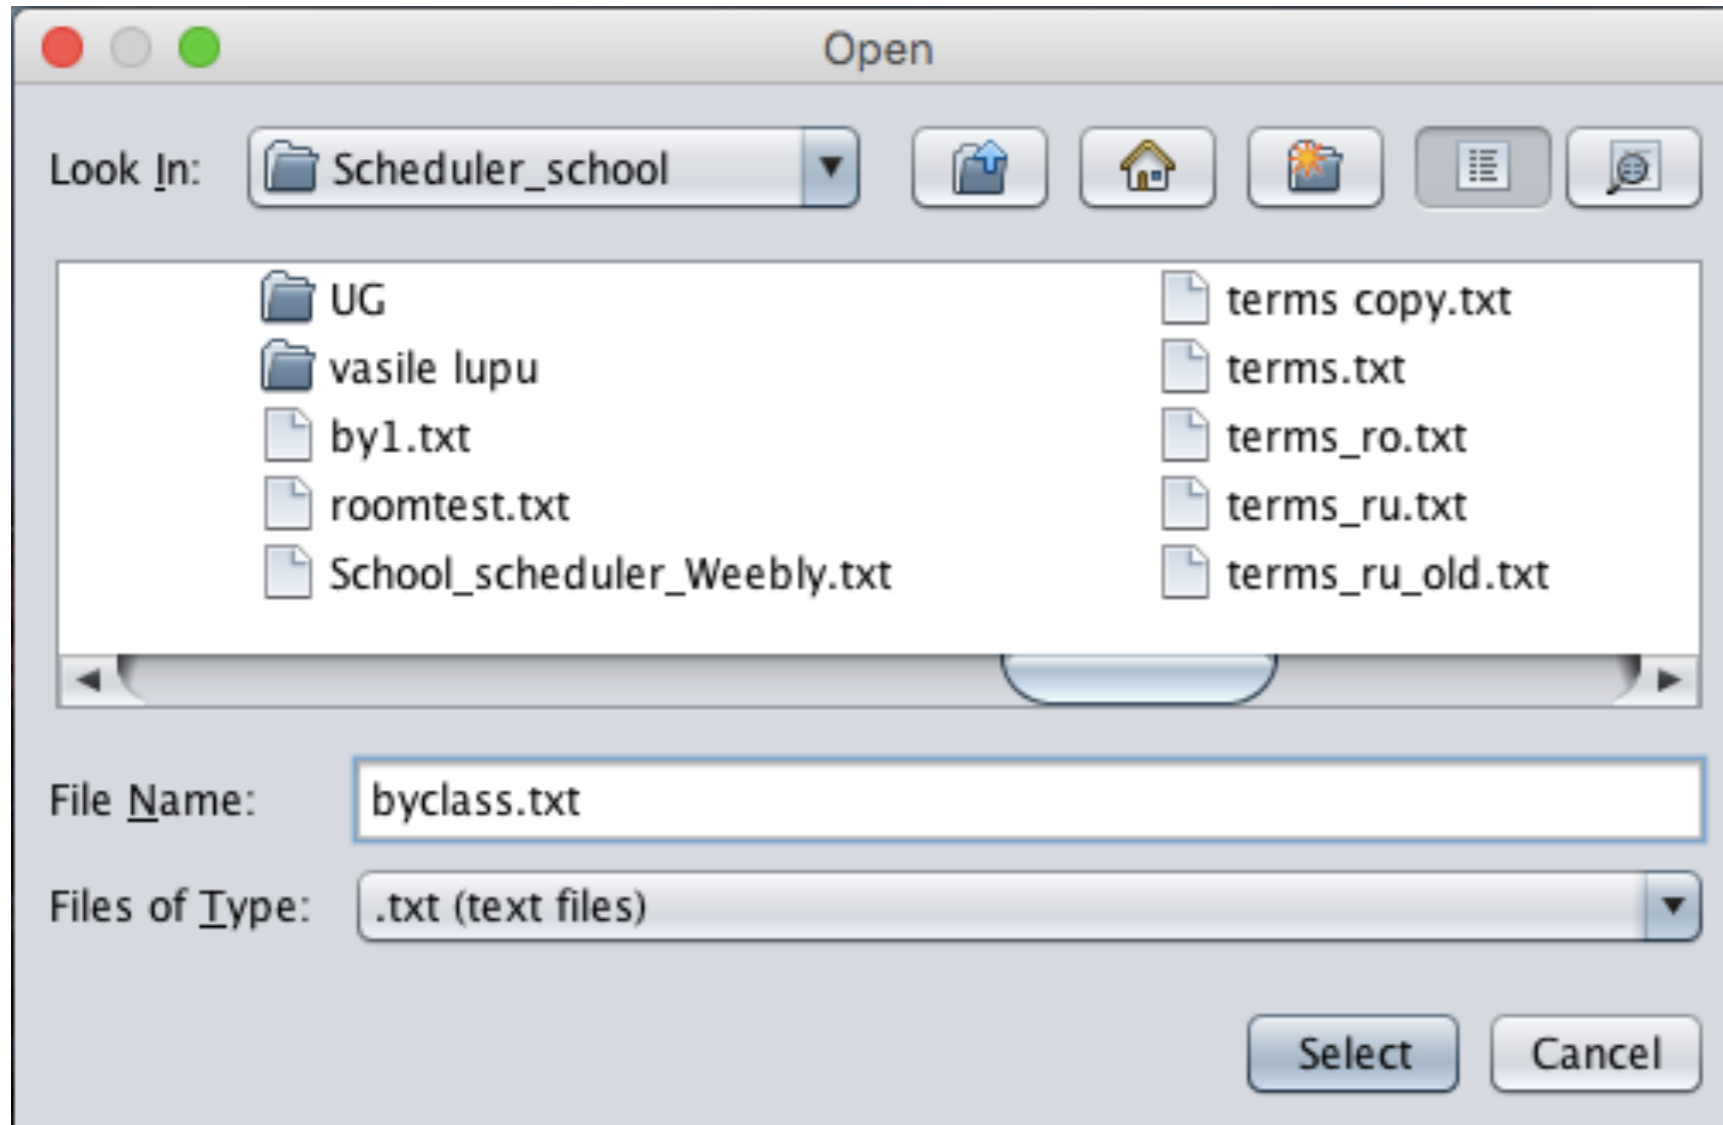 Open
Look In: Scheduler_school
UG
vasile lupu
by1.txt
roomtest.txt
School_scheduler_Weebly.txt
terms copy.txt
terms.txt
terms_ro.txt
terms_ru.txt
terms_ru_old.txt
File Name: byclass.txt
Files of Type: .txt (text files)
Select Cancel